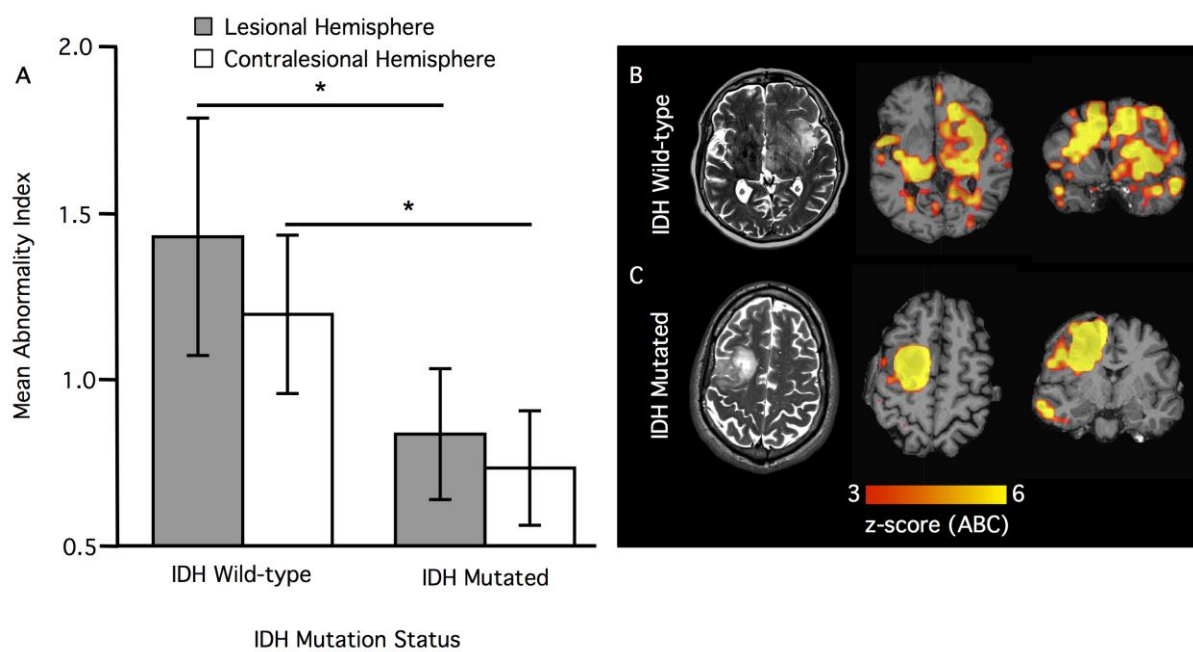 Lesional Hemisphere
Contralesional Hemisphere
A
2.0
1.5
1.0
0.5
Mean Abnormality Index
*
*
IDH Wild-type
IDH Mutated
IDH Mutation Status
B
IDH Wild-type
C
IDH Mutated
3
6
z-score (ABC)